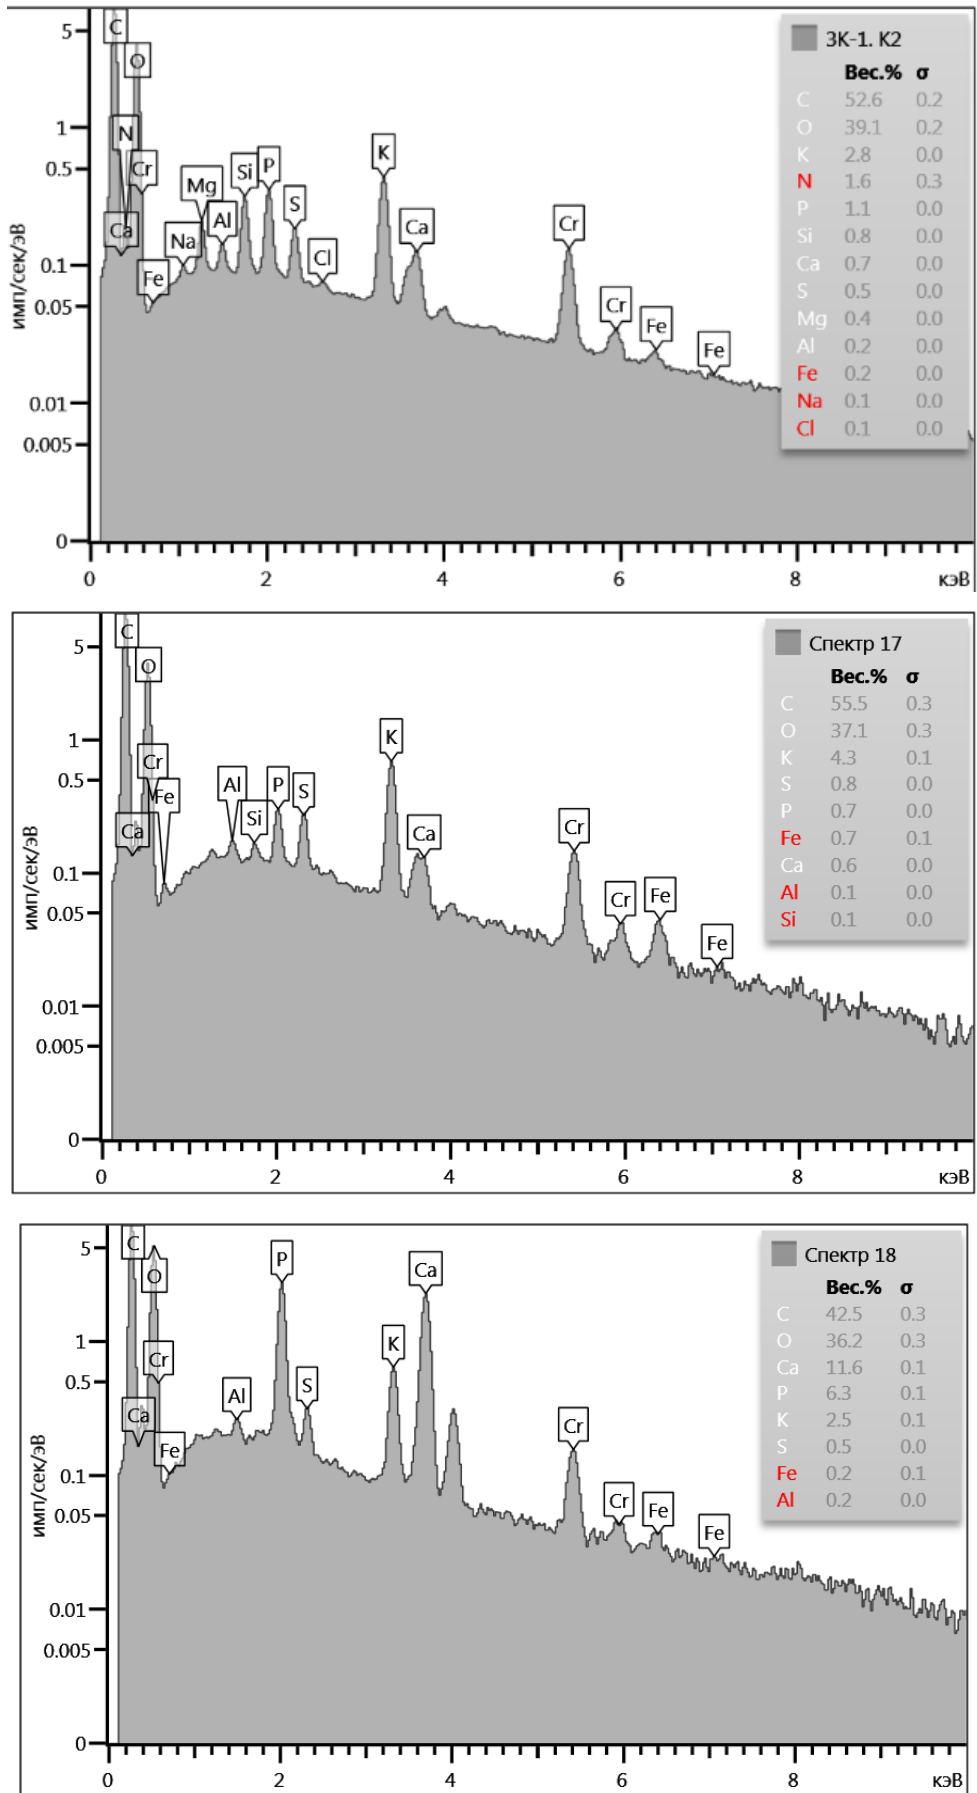 ЗК-1. К2
Вес.% σ
C 52.6 0.2
O 39.1 0.2
K 2.8 0.0
N 1.6 0.3
P 1.1 0.0
Si 0.8 0.0
Ca 0.7 0.0
S 0.5 0.0
Mg 0.4 0.0
Al 0.2 0.0
Fe 0.2 0.0
Na 0.1 0.0
Cl 0.1 0.0
имп/сек/эВ
5
1
0.5
0.1
0.05
0.01
0.005
0
C
O
N
Cr
Ca
Fe
Na
Mg
Al
Si
P
S
Cl
K
Ca
Cr
Cr
Fe
Fe
0 2 4 6 8 кэВ
Спектр 17
Вес.% σ
C 55.5 0.3
O 37.1 0.3
K 4.3 0.1
S 0.8 0.0
P 0.7 0.0
Fe 0.7 0.1
Ca 0.6 0.0
Al 0.1 0.0
Si 0.1 0.0
имп/сек/эВ
5
1
0.5
0.1
0.05
0.01
0.005
0
C
O
Cr
Fe
Ca
Al
Si
P
S
K
Ca
Cr
Cr
Fe
Fe
0 2 4 6 8 кэВ
Спектр 18
Вес.% σ
C 42.5 0.3
O 36.2 0.3
Ca 11.6 0.1
P 6.3 0.1
K 2.5 0.1
S 0.5 0.0
Fe 0.2 0.1
Al 0.2 0.0
имп/сек/эВ
5
1
0.5
0.1
0.05
0.01
0.005
0
C
O
Cr
Ca
Fe
Al
P
S
K
Ca
Cr
Cr
Fe
Fe
0 2 4 6 8 кэВ